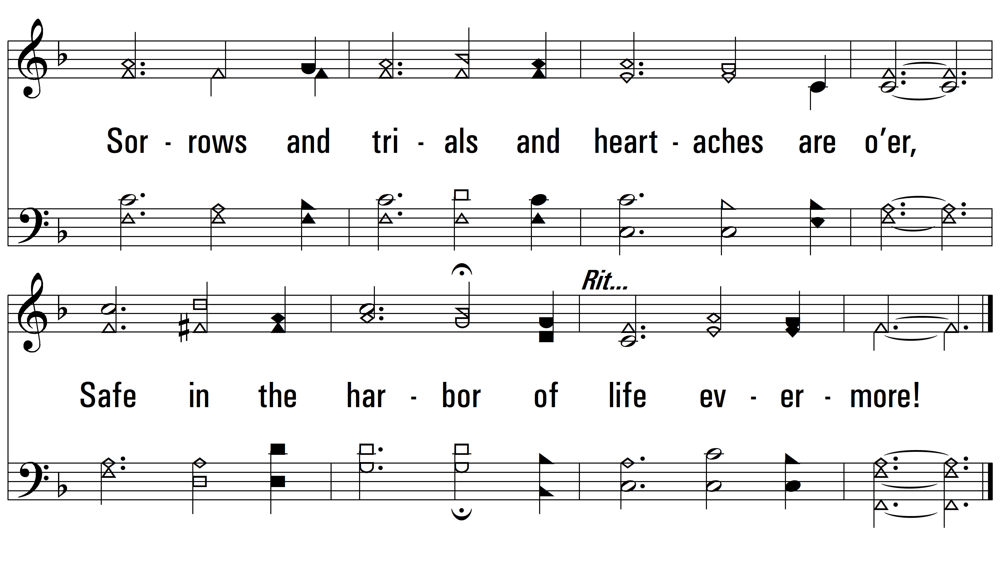 Sor - rows and tri - als and heart - aches are o’er,
Rit...
Safe in the har - bor of life ev - er - more!